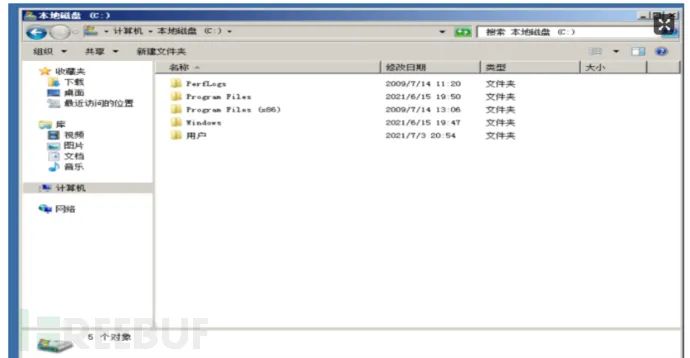 本地磁盘 (C:)
计算机 本地磁盘 (C:) 搜索 本地磁盘 (C:)
组织 共享 新建文件夹
名称 修改日期 类型 大小
收藏夹
下载
桌面
最近访问的位置
库
视频
图片
文档
音乐
计算机
网络
PerfLogs 2009/7/14 11:20 文件夹
Program Files 2021/6/15 19:50 文件夹
Program Files (x86) 2009/7/14 13:06 文件夹
Windows 2021/6/15 19:47 文件夹
用户 2021/7/3 20:54 文件夹
5 个对象
REEBUF